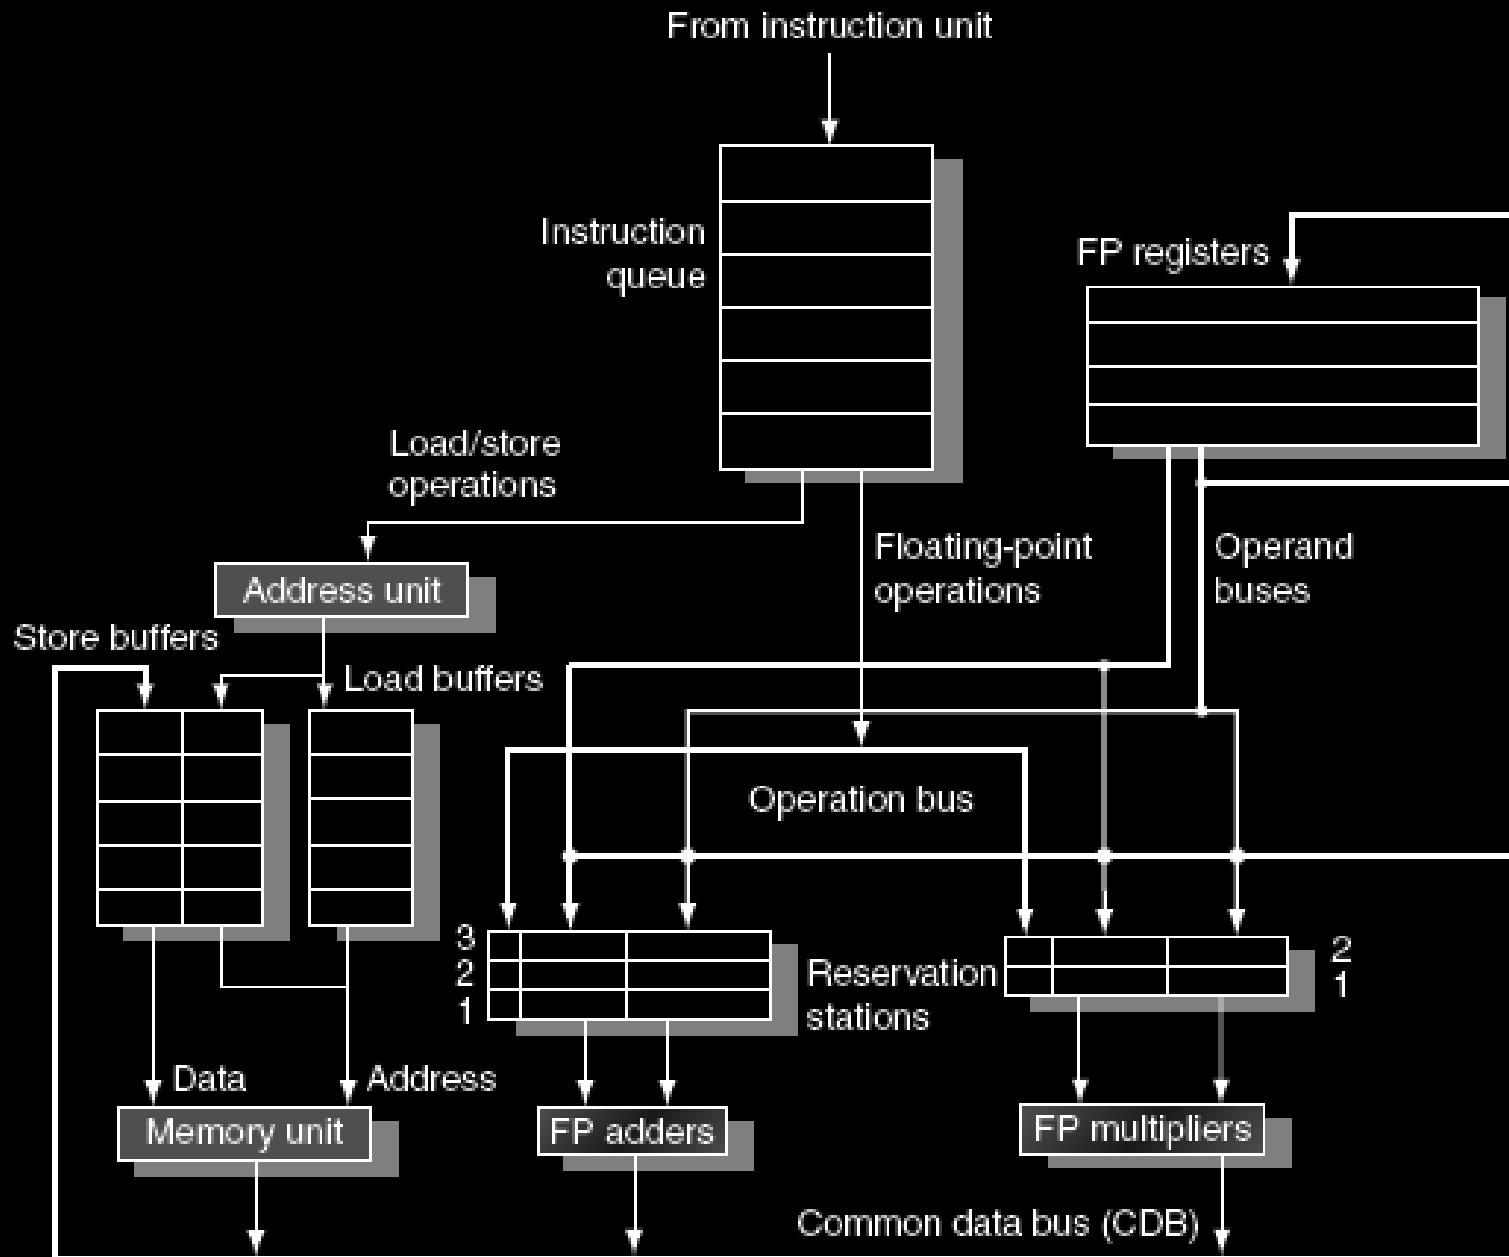 From instruction unit
Instruction
queue
FP registers
Load/store
operations
Floating-point
operations
Operand
buses
Address unit
Store buffers
Load buffers
Operation bus
3
2
1
Reservation
stations
2
1
Data
Address
Memory unit
FP adders
FP multipliers
Common data bus (CDB)